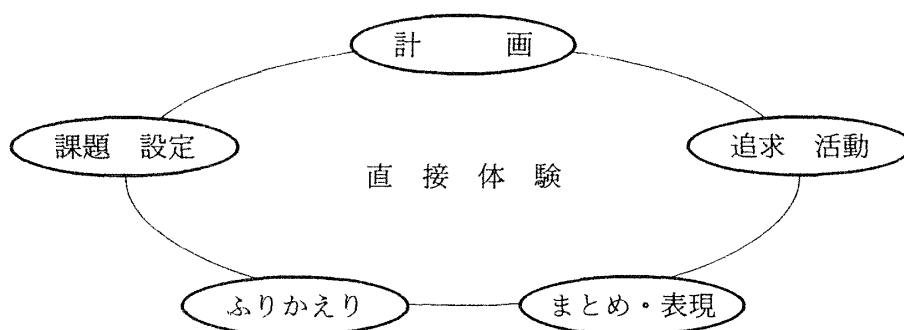 計 画
課題 設定
追求 活動
直接体験
ふりかえり
まとめ・表現